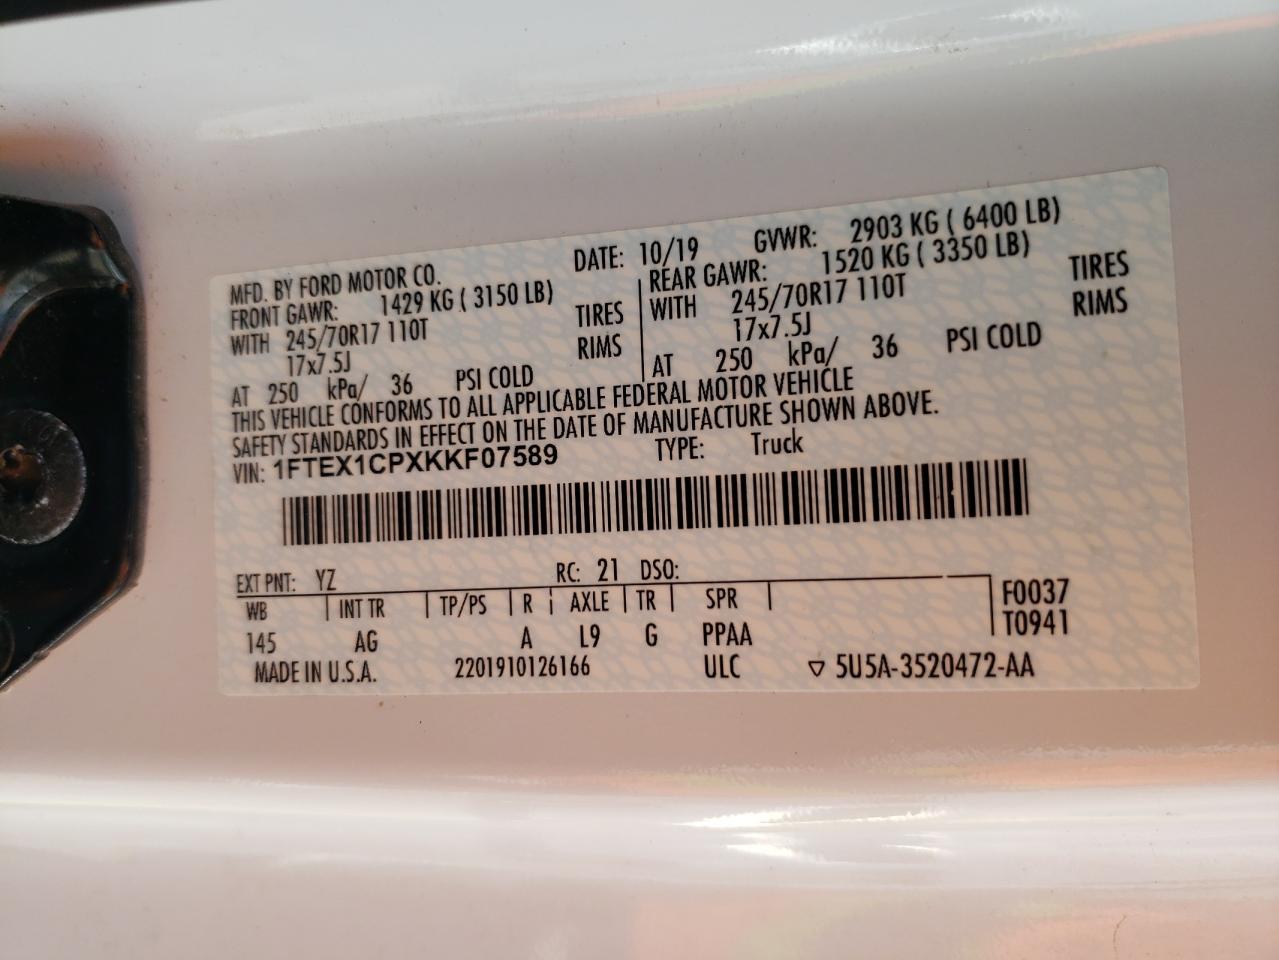 MFD. BY FORD MOTOR CO.
DATE: 10/19
GVWR: 2903 KG ( 6400 LB)
FRONT GAWR: 1429 KG ( 3150 LB)
WITH 245/70R17 110T TIRES
17x7.5J RIMS
AT 250 kPa/ 36 PSI COLD
REAR GAWR: 1520 KG ( 3350 LB)
WITH 245/70R17 110T TIRES
17x7.5J RIMS
AT 250 kPa/ 36 PSI COLD
THIS VEHICLE CONFORMS TO ALL APPLICABLE FEDERAL MOTOR VEHICLE
SAFETY STANDARDS IN EFFECT ON THE DATE OF MANUFACTURE SHOWN ABOVE.
VIN: 1FTEX1CPXKKF07589 TYPE: Truck
EXT PNT: YZ RC: 21 DSO:
WB INT TR TP/PS R AXLE TR SPR F0037
145 AG A L9 G PPAA T0941
MADE IN U.S.A. 2201910126166 ULC ▽ 5U5A-3520472-AA